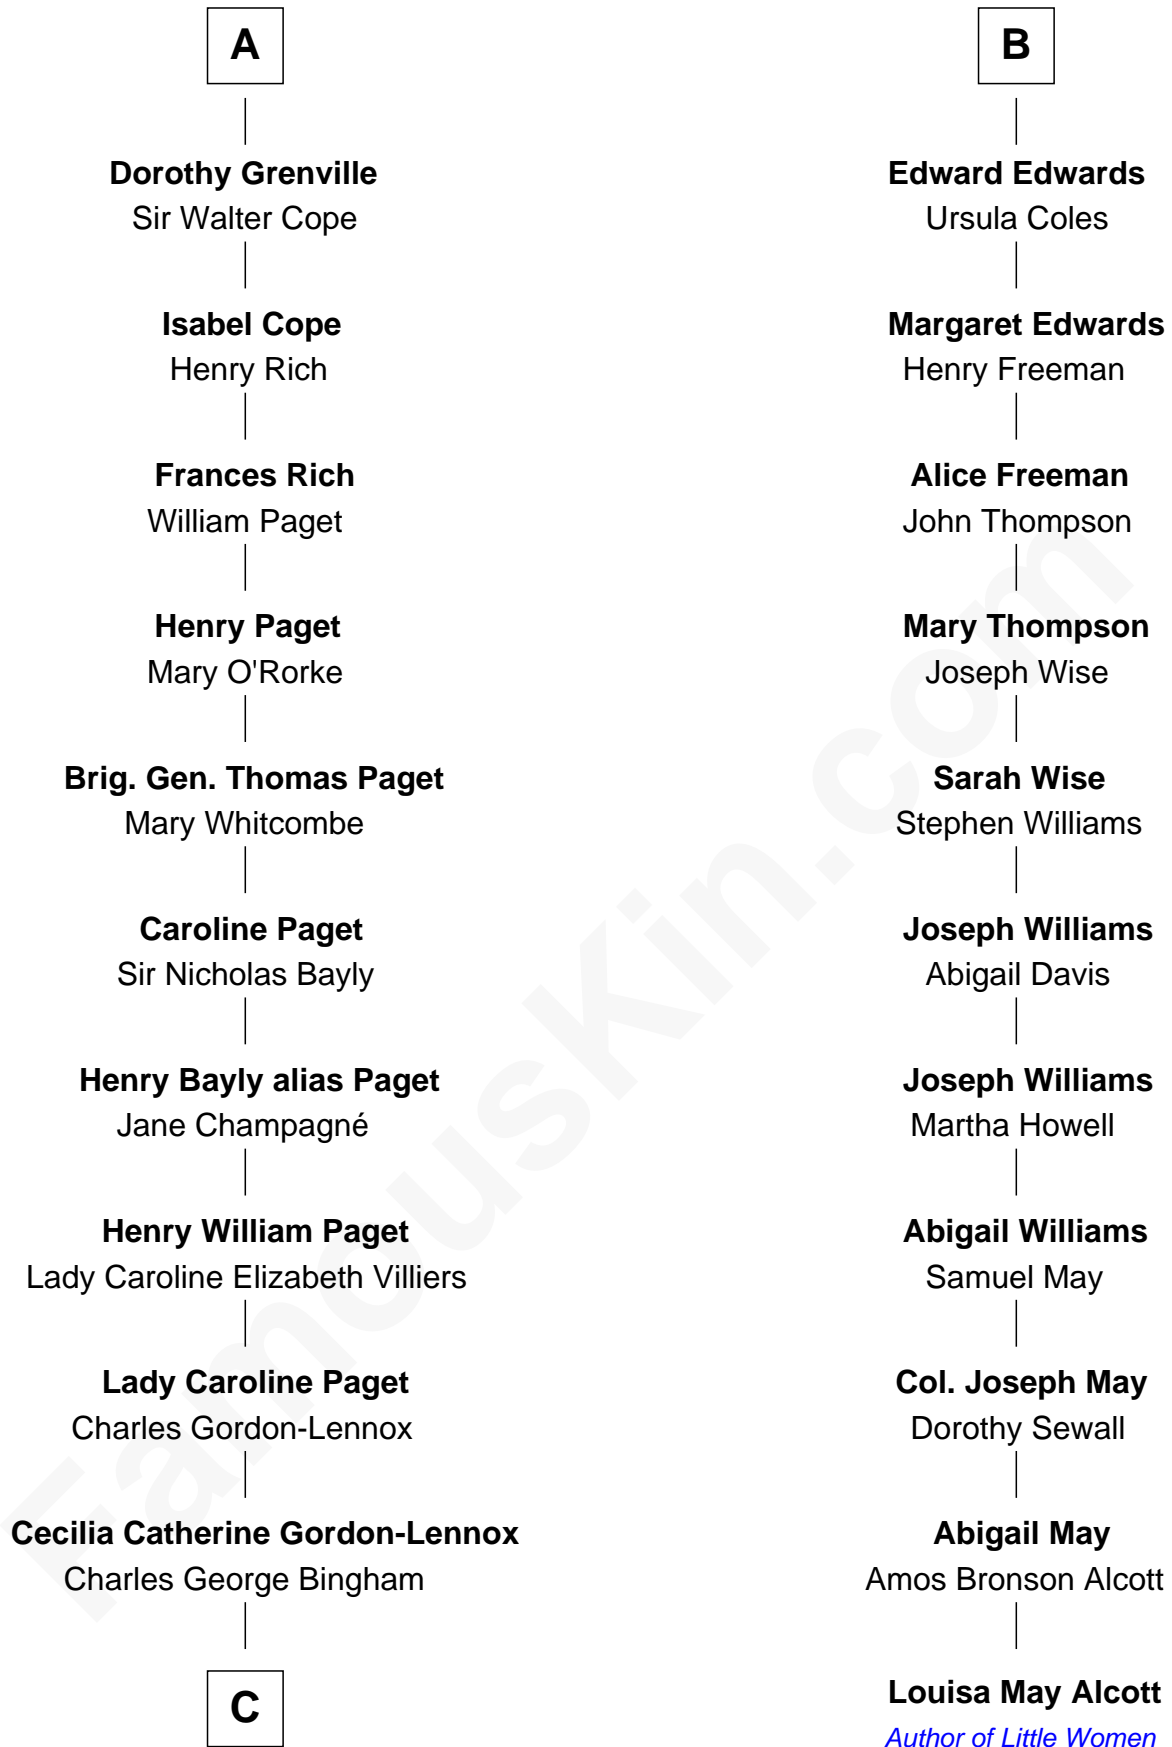 A
Dorothy Grenville
Sir Walter Cope
Isabel Cope
Henry Rich
Frances Rich
William Paget
Henry Paget
Mary O'Rorke
Brig. Gen. Thomas Paget
Mary Whitcombe
Caroline Paget
Sir Nicholas Bayly
Henry Bayly alias Paget
Jane Champagné
Henry William Paget
Lady Caroline Elizabeth Villiers
Lady Caroline Paget
Charles Gordon-Lennox
Cecilia Catherine Gordon-Lennox
Charles George Bingham
C
B
Edward Edwards
Ursula Coles
Margaret Edwards
Henry Freeman
Alice Freeman
John Thompson
Mary Thompson
Joseph Wise
Sarah Wise
Stephen Williams
Joseph Williams
Abigail Davis
Joseph Williams
Martha Howell
Abigail Williams
Samuel May
Col. Joseph May
Dorothy Sewall
Abigail May
Amos Bronson Alcott
Louisa May Alcott
Author of Little Women
FamousKin.com